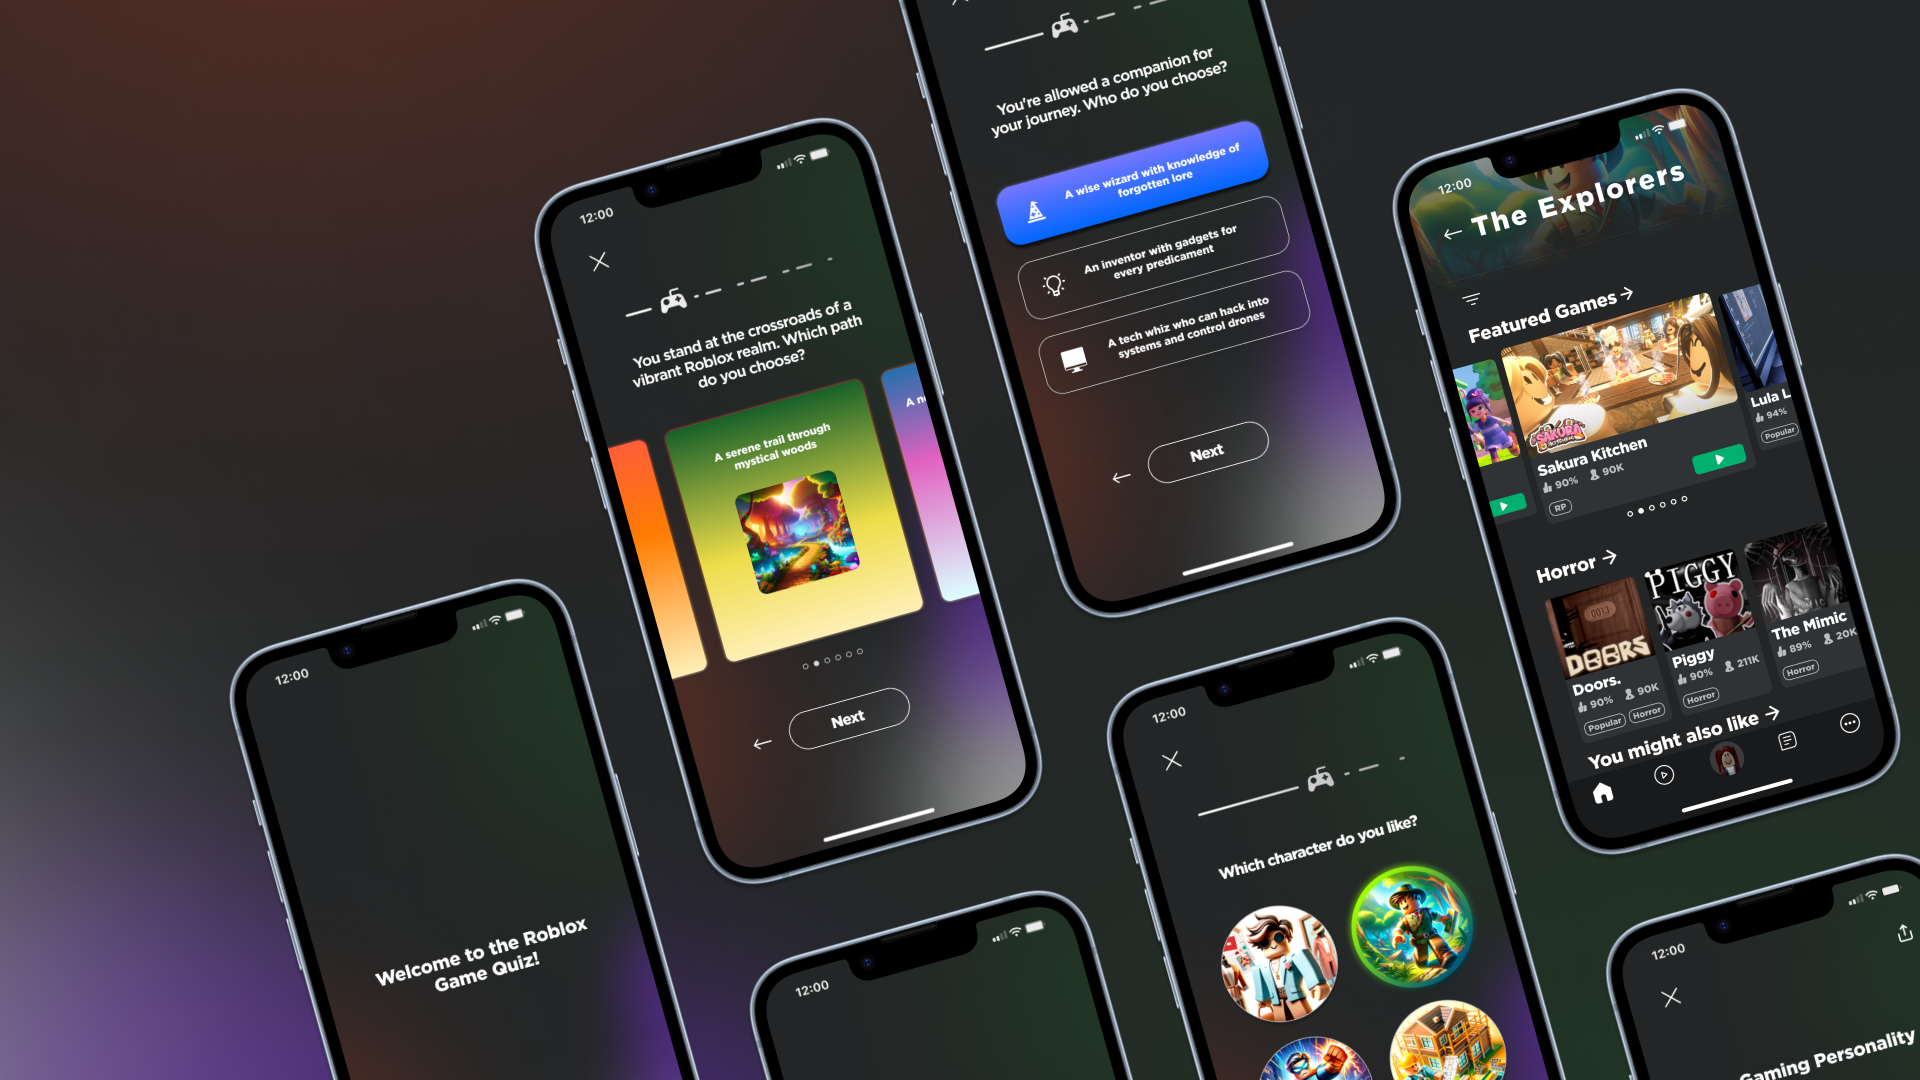 12:00
Welcome to the Roblox
Game Quiz!
12:00
You stand at the crossroads of a
vibrant Roblox realm. Which path
do you choose?
A serene trail through
mystical woods
A n
Next
12:00
You're allowed a companion for
your journey. Who do you choose?
A wise wizard with knowledge of
forgotten lore
An inventor with gadgets for
every predicament
A tech whiz who can hack into
systems and control drones
Next
12:00
Which character do you like?
12:00
The Explorers
Featured Games
SAKURA
Sakura Kitchen
90% 90K
RP
Lula L
94%
Popular
Horror
0013
DOORS
Doors.
90% 90K
Popular Horror
PIGGY
Piggy
90% 211K
Horror
The Mimic
89% 20K
Horror
You might also like
12:00
Gaming Personality